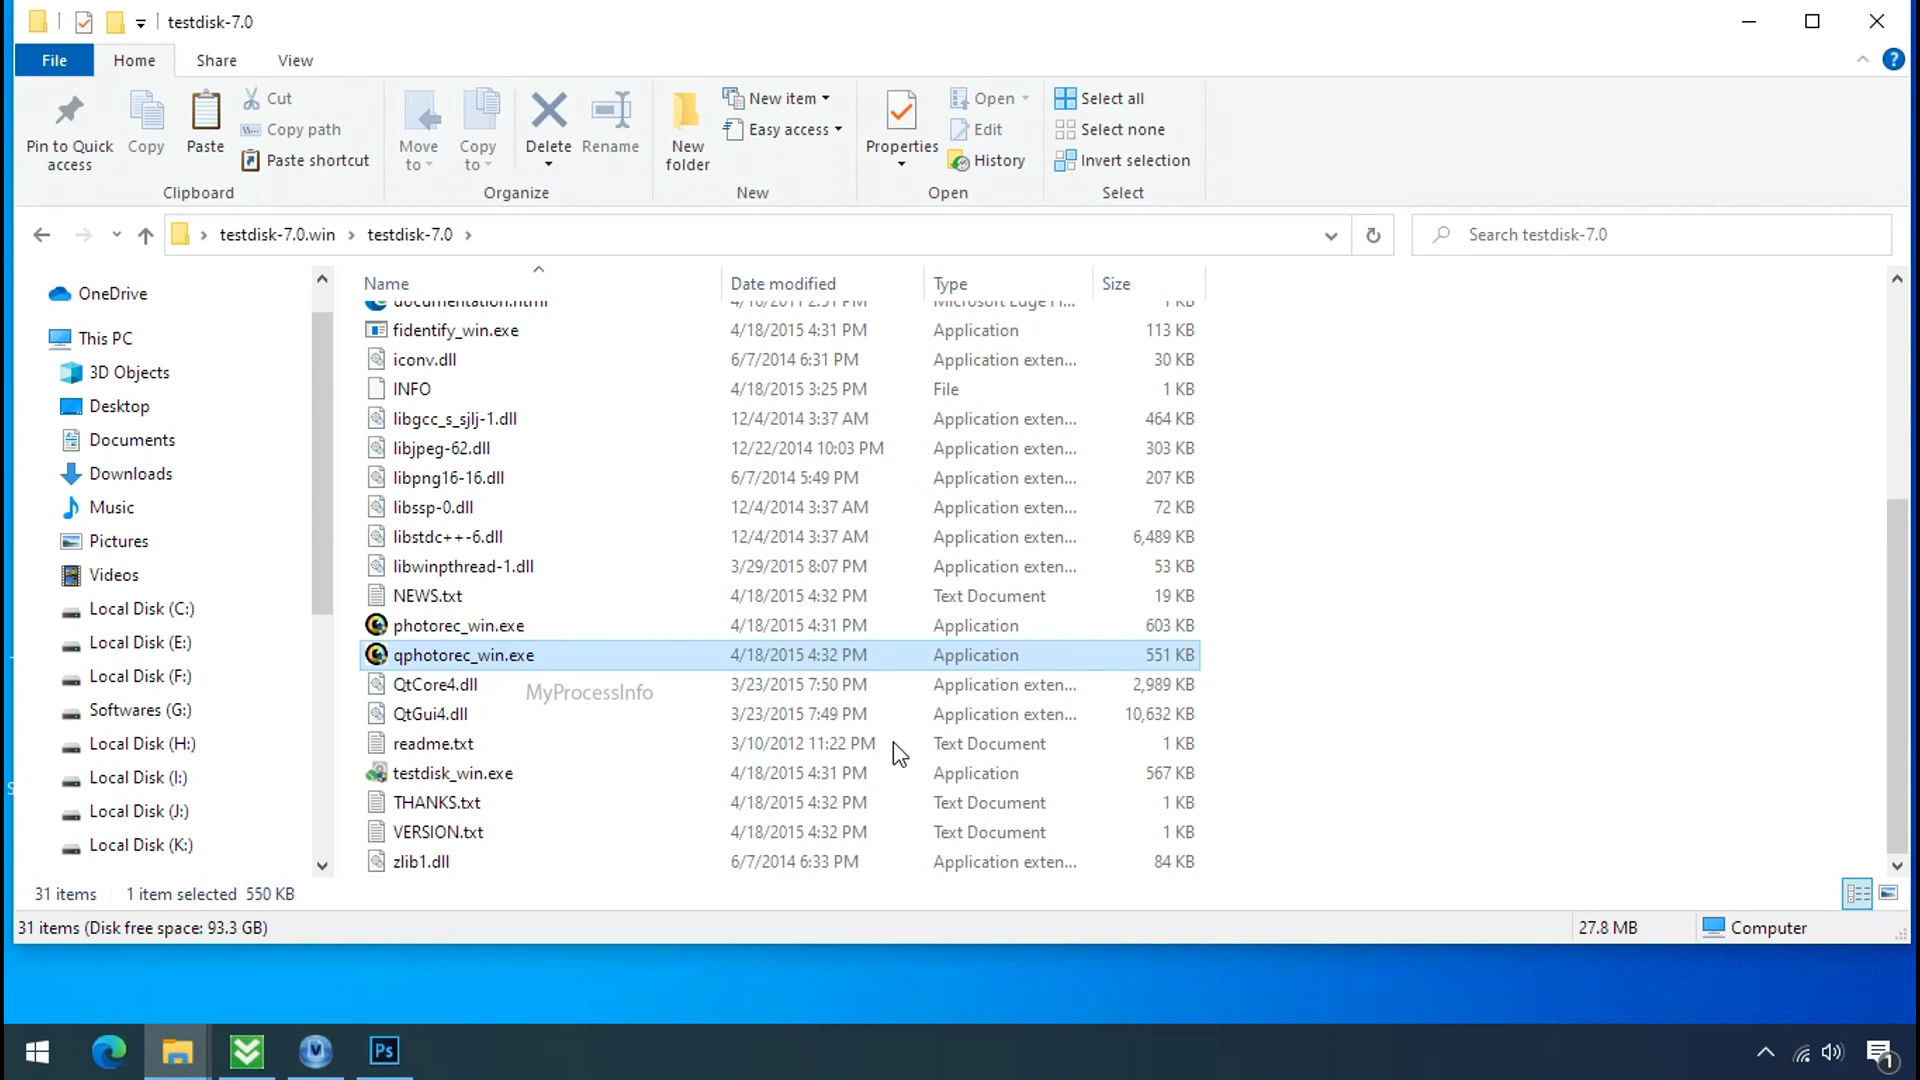 testdisk-7.0
File Home Share View
Pin to Quick access
Copy
Paste
Cut
Copy path
Paste shortcut
Clipboard
Move to
Copy to
Delete
Rename
Organize
New folder
New item
Easy access
New
Properties
Open
Edit
History
Open
Select all
Select none
Invert selection
Select
testdisk-7.0.win testdisk-7.0
Search testdisk-7.0
OneDrive
This PC
3D Objects
Desktop
Documents
Downloads
Music
Pictures
Videos
Local Disk (C:)
Local Disk (E:)
Local Disk (F:)
Softwares (G:)
Local Disk (H:)
Local Disk (I:)
Local Disk (J:)
Local Disk (K:)
Name Date modified Type Size
documentation.html
fidentify_win.exe 4/18/2015 4:31 PM Application 113 KB
iconv.dll 6/7/2014 6:31 PM Application exten... 30 KB
INFO 4/18/2015 3:25 PM File 1 KB
libgcc_s_sjlj-1.dll 12/4/2014 3:37 AM Application exten... 464 KB
libjpeg-62.dll 12/22/2014 10:03 PM Application exten... 303 KB
libpng16-16.dll 6/7/2014 5:49 PM Application exten... 207 KB
libssp-0.dll 12/4/2014 3:37 AM Application exten... 72 KB
libstdc++-6.dll 12/4/2014 3:37 AM Application exten... 6,489 KB
libwinpthread-1.dll 3/29/2015 8:07 PM Application exten... 53 KB
NEWS.txt 4/18/2015 4:32 PM Text Document 19 KB
photorec_win.exe 4/18/2015 4:31 PM Application 603 KB
qphotorec_win.exe 4/18/2015 4:32 PM Application 551 KB
QtCore4.dll 3/23/2015 7:50 PM Application exten... 2,989 KB
MyProcessInfo
QtGui4.dll 3/23/2015 7:49 PM Application exten... 10,632 KB
readme.txt 3/10/2012 11:22 PM Text Document 1 KB
testdisk_win.exe 4/18/2015 4:31 PM Application 567 KB
THANKS.txt 4/18/2015 4:32 PM Text Document 1 KB
VERSION.txt 4/18/2015 4:32 PM Text Document 1 KB
zlib1.dll 6/7/2014 6:33 PM Application exten... 84 KB
31 items 1 item selected 550 KB
31 items (Disk free space: 93.3 GB) 27.8 MB Computer
Ps
1